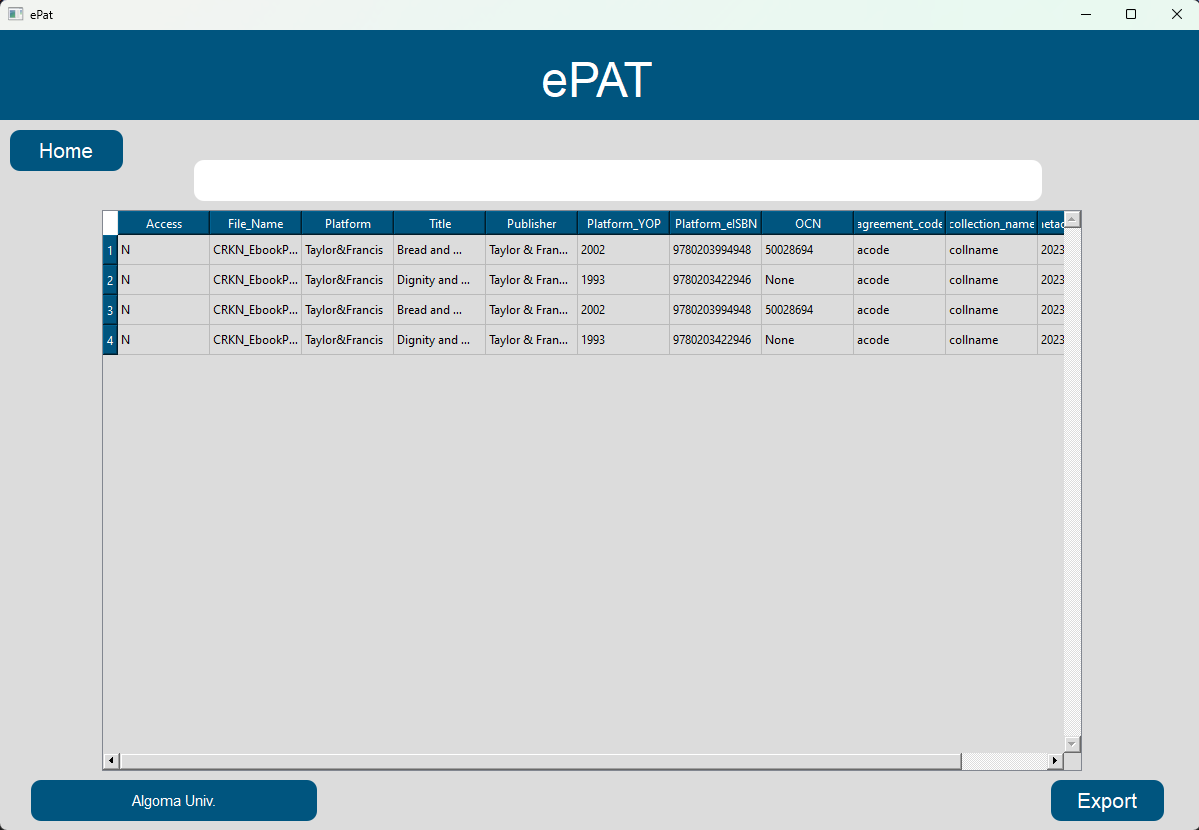 ePat
ePAT
Home
Access File_Name Platform Title Publisher Platform_YOP Platform_eISBN OCN agreement_code collection_name
1 N CRKN_EbookP... Taylor&Francis Bread and ... Taylor & Fran... 2002 9780203994948 50028694 acode collname 2023
2 N CRKN_EbookP... Taylor&Francis Dignity and ... Taylor & Fran... 1993 9780203422946 None acode collname 2023
3 N CRKN_EbookP... Taylor&Francis Bread and ... Taylor & Fran... 2002 9780203994948 50028694 acode collname 2023
4 N CRKN_EbookP... Taylor&Francis Dignity and ... Taylor & Fran... 1993 9780203422946 None acode collname 2023
Algoma Univ.
Export